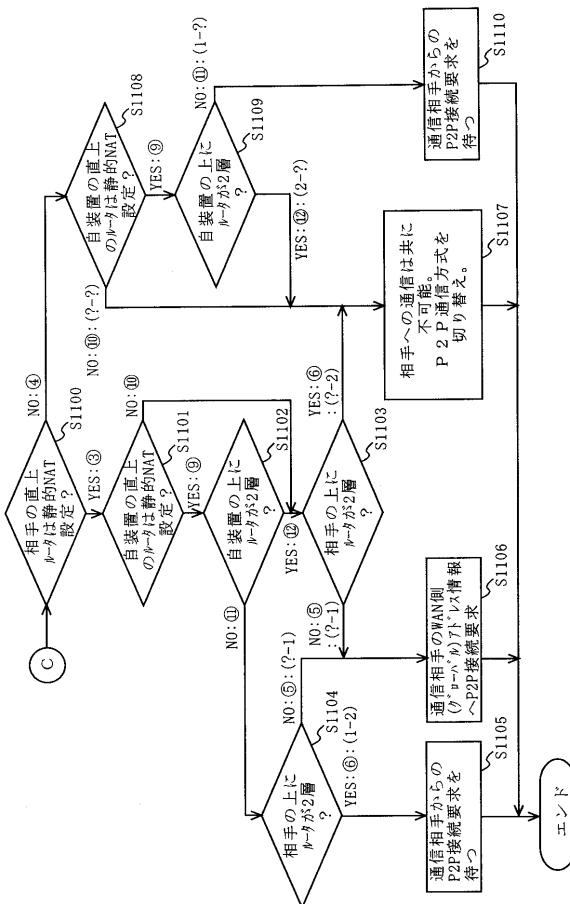 C
相手の直上
ルータは静的NAT
設定?
S1100
NO:④
YES:③
自装置の直上
のルータは静的NAT
設定?
S1101
NO:⑩
YES:⑨
自装置の上に
ルータが2層
?
S1102
NO:⑪
YES:⑫
相手の上に
ルータが2層
?
S1103
NO:⑤
:(?-1)
YES:⑥
:(?-2)
相手の上に
ルータが2層
?
S1104
NO:⑤:(?-1)
YES:⑥:(1-2)
自装置の直上
のルータは静的NAT
設定?
S1108
NO:⑩:(?-?)
YES:⑨
自装置の上に
ルータが2層
?
S1109
NO:⑪:(1-?)
YES:⑫:(2-?)
通信相手からの
P2P接続要求を
待つ
S1105
通信相手のWAN側
(グローバル)アドレス情報
へP2P接続要求
S1106
相手への通信は共に
不可能。
P2P通信方式を
切り替え。
S1107
通信相手からの
P2P接続要求を
待つ
S1110
エンド